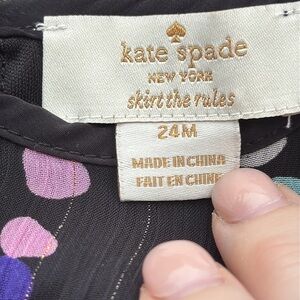 kate spade
NEW YORK
skirt the rules
24M
MADE IN CHINA
FAIT EN CHINE